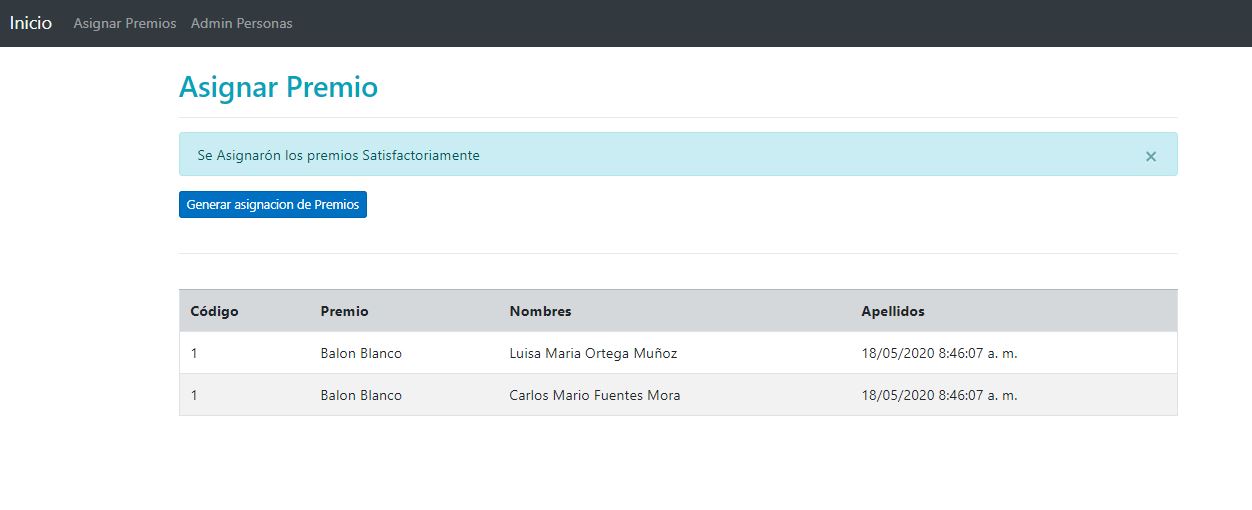 Inicio Asignar Premios Admin Personas
Asignar Premio
Se Asignarón los premios Satisfactoriamente ×
Generar asignacion de Premios
Código Premio Nombres Apellidos
1 Balon Blanco Luisa Maria Ortega Muñoz 18/05/2020 8:46:07 a. m.
1 Balon Blanco Carlos Mario Fuentes Mora 18/05/2020 8:46:07 a. m.